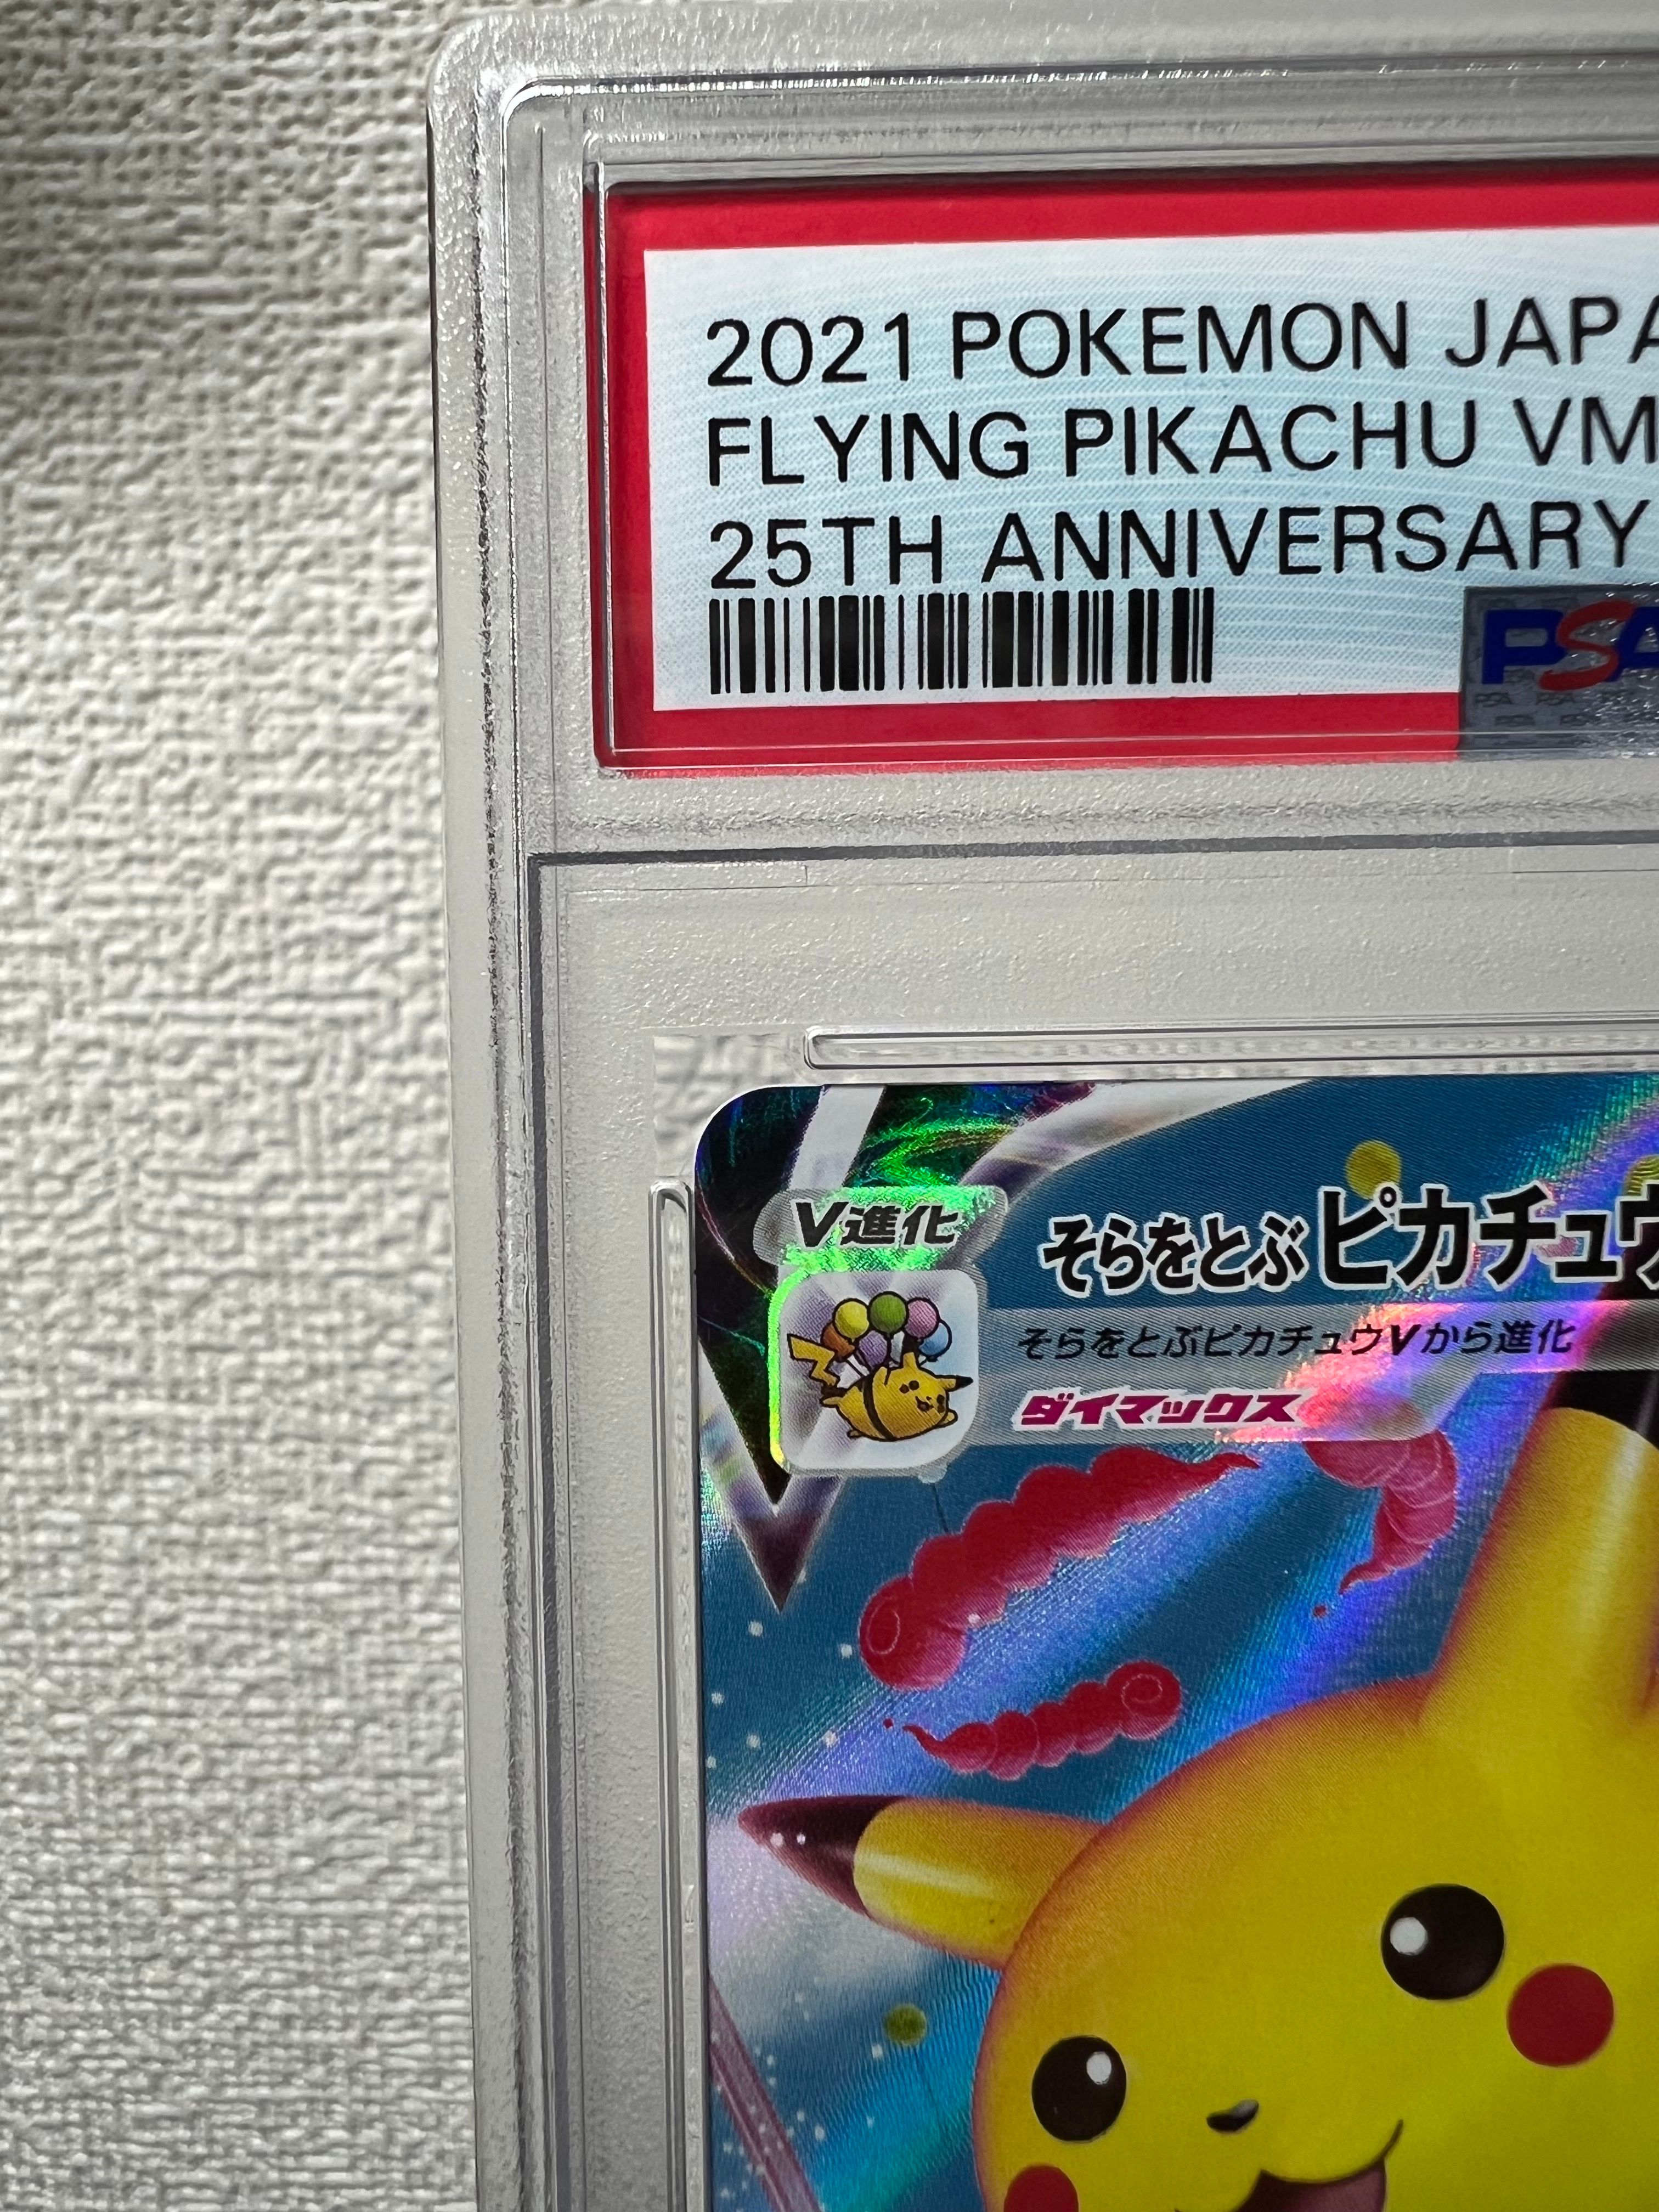 2021 POKEMON JAPA
FLYING PIKACHU VM
25TH ANNIVERSARY
PSA
V進化
そらをとぶピカチュウ
そらをとぶピカチュウVから進化
ダイマックス